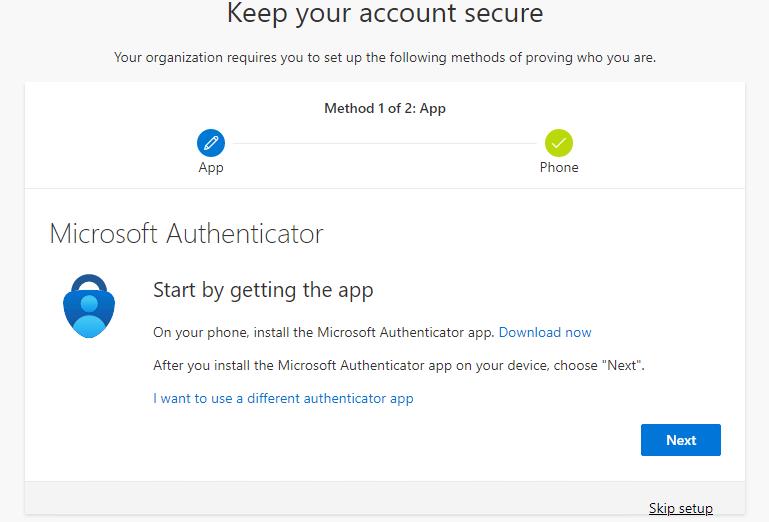 Keep your account secure
Your organization requires you to set up the following methods of proving who you are.
Method 1 of 2: App
App
Phone
Microsoft Authenticator
Start by getting the app
On your phone, install the Microsoft Authenticator app. Download now
After you install the Microsoft Authenticator app on your device, choose "Next".
I want to use a different authenticator app
Next
Skip setup